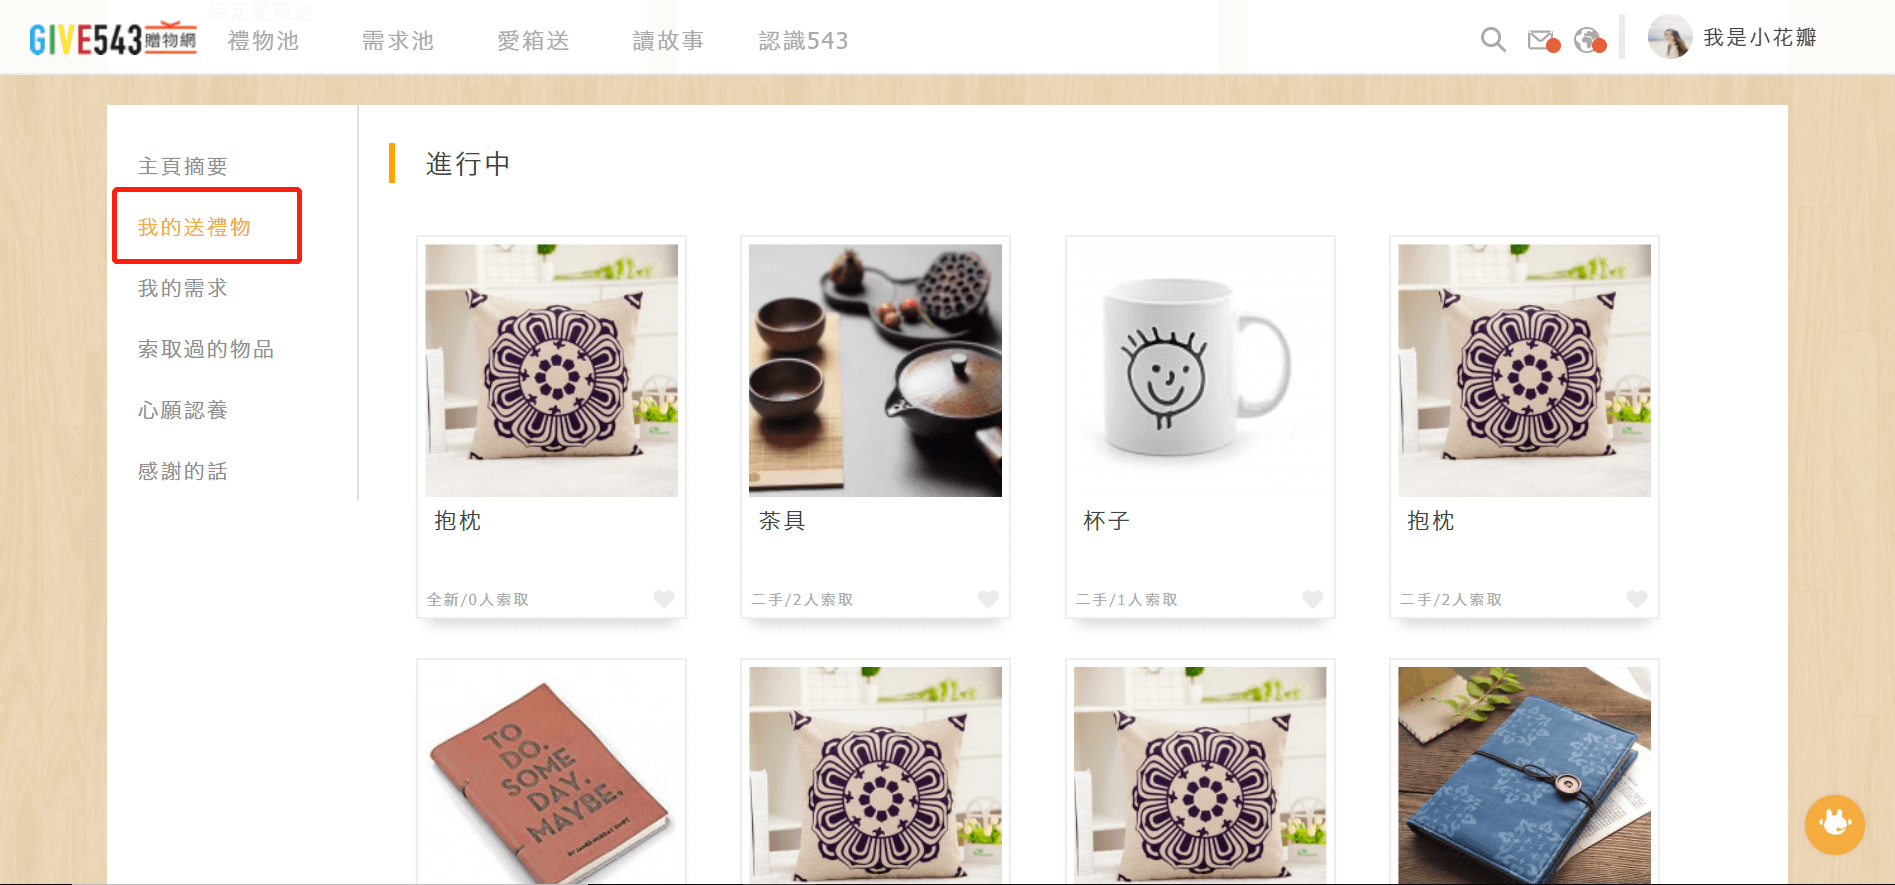 綁定愛箱送
GIVE543贈物網
禮物池
需求池
愛箱送
讀故事
認識543
我是小花瓣
主頁摘要
我的送禮物
我的需求
索取過的物品
心願認養
感謝的話
進行中
抱枕
全新/0人索取
茶具
二手/2人索取
杯子
二手/1人索取
抱枕
二手/2人索取
TO
DO.
SOME
DAY.
MAYBE.